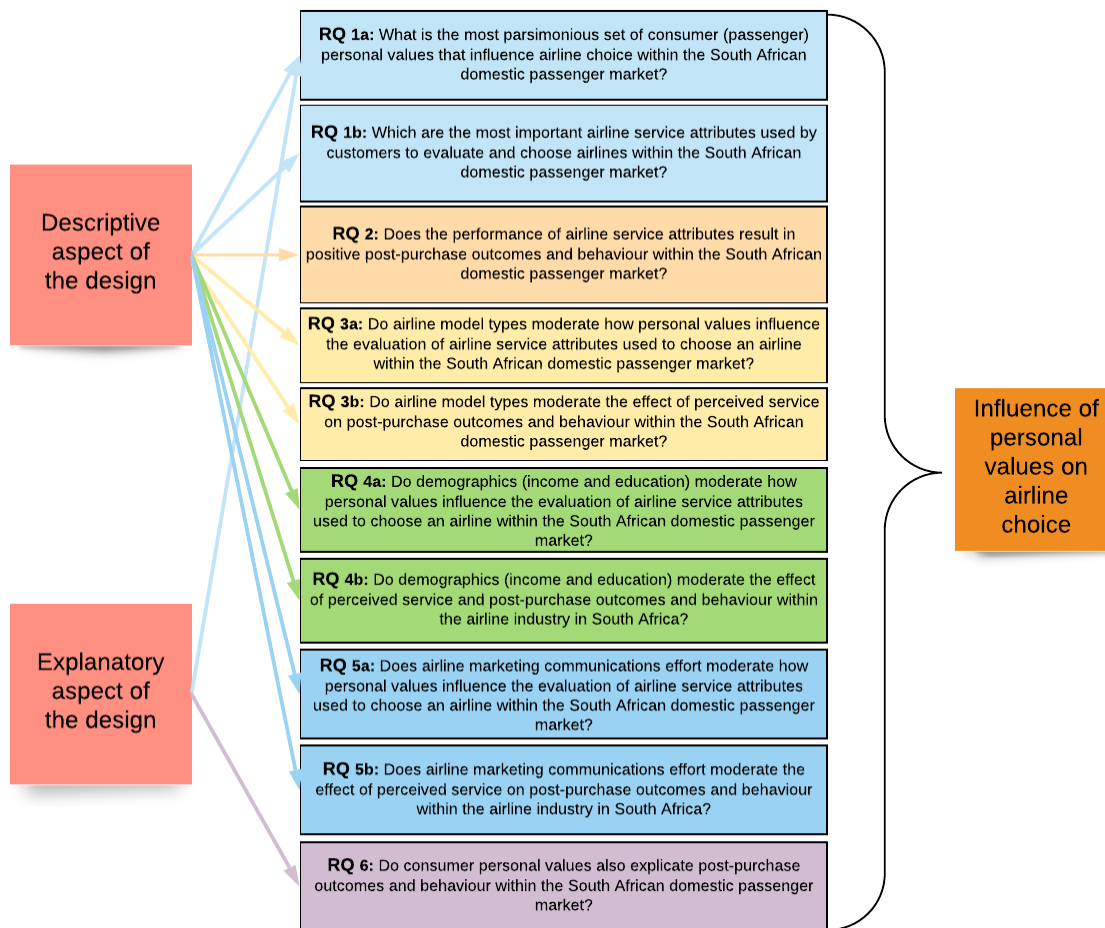 Descriptive
aspect of
the design
Explanatory
aspect of
the design
RQ 1a: What is the most parsimonious set of consumer (passenger)
personal values that influence airline choice within the South African
domestic passenger market?
RQ 1b: Which are the most important airline service attributes used by
customers to evaluate and choose airlines within the South African
domestic passenger market?
RQ 2: Does the performance of airline service attributes result in
positive post-purchase outcomes and behaviour within the South African
domestic passenger market?
RQ 3a: Do airline model types moderate how personal values influence
the evaluation of airline service attributes used to choose an airline
within the South African domestic passenger market?
RQ 3b: Do airline model types moderate the effect of perceived service
on post-purchase outcomes and behaviour within the South African
domestic passenger market?
RQ 4a: Do demographics (income and education) moderate how
personal values influence the evaluation of airline service attributes
used to choose an airline within the South African domestic passenger
market?
RQ 4b: Do demographics (income and education) moderate the effect
of perceived service and post-purchase outcomes and behaviour within
the airline industry in South Africa?
RQ 5a: Does airline marketing communications effort moderate how
personal values influence the evaluation of airline service attributes
used to choose an airline within the South African domestic passenger
market?
RQ 5b: Does airline marketing communications effort moderate the
effect of perceived service on post-purchase outcomes and behaviour
within the airline industry in South Africa?
RQ 6: Do consumer personal values also explicate post-purchase
outcomes and behaviour within the South African domestic passenger
market?
Influence of
personal
values on
airline
choice